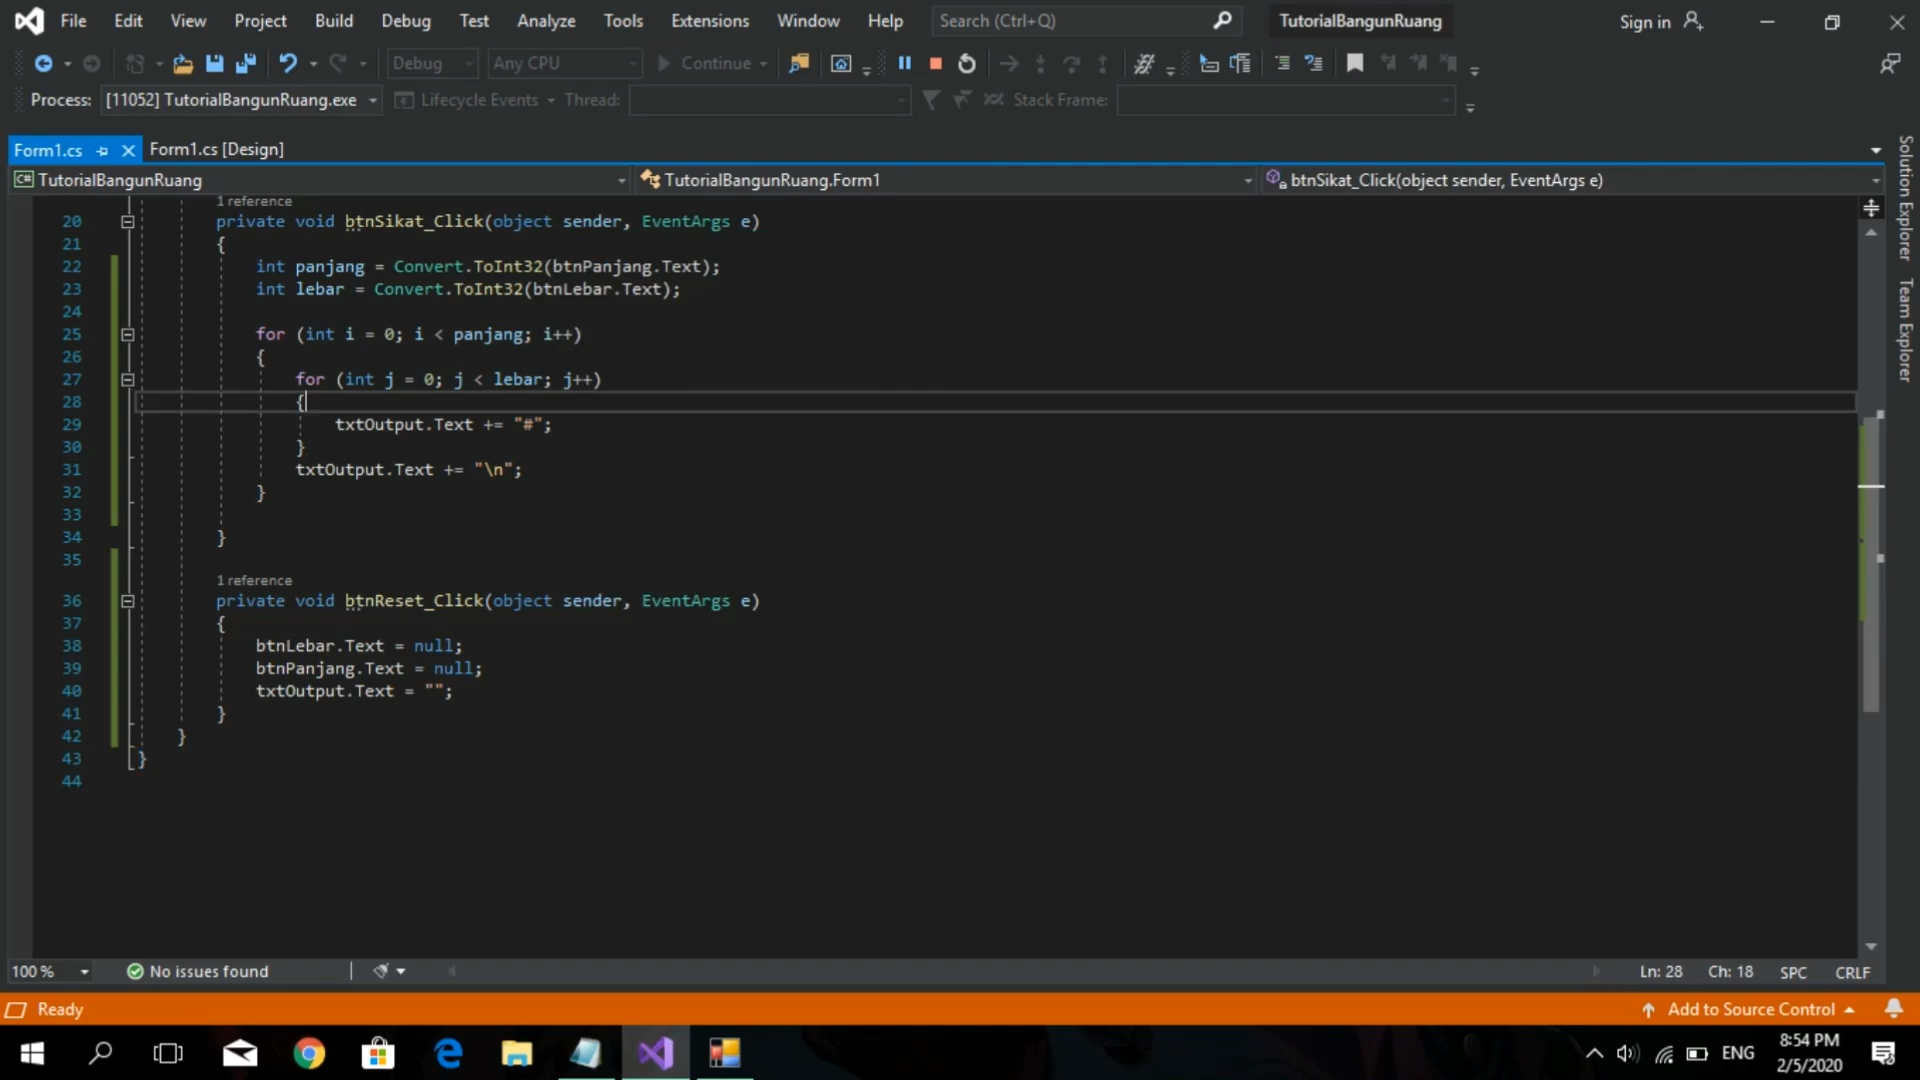 File Edit View Project Build Debug Test Analyze Tools Extensions Window Help Search (Ctrl+Q) TutorialBangunRuang Sign in
Debug Any CPU Continue
Process: [11052] TutorialBangunRuang.exe Lifecycle Events Thread: Stack Frame:
Form1.cs Form1.cs [Design]
C# TutorialBangunRuang TutorialBangunRuang.Form1 btnSikat_Click(object sender, EventArgs e)
1 reference
20 private void btnSikat_Click(object sender, EventArgs e)
21 {
22 int panjang = Convert.ToInt32(btnPanjang.Text);
23 int lebar = Convert.ToInt32(btnLebar.Text);
24
25 for (int i = 0; i < panjang; i++)
26 {
27 for (int j = 0; j < lebar; j++)
28 {
29 txtOutput.Text += "#";
30 }
31 txtOutput.Text += "\n";
32 }
33
34 }
35
1 reference
36 private void btnReset_Click(object sender, EventArgs e)
37 {
38 btnLebar.Text = null;
39 btnPanjang.Text = null;
40 txtOutput.Text = "";
41 }
42 }
43 }
44
Solution Explorer
Team Explorer
100 % No issues found Ln: 28 Ch: 18 SPC CRLF
Ready Add to Source Control
ENG 8:54 PM
2/5/2020